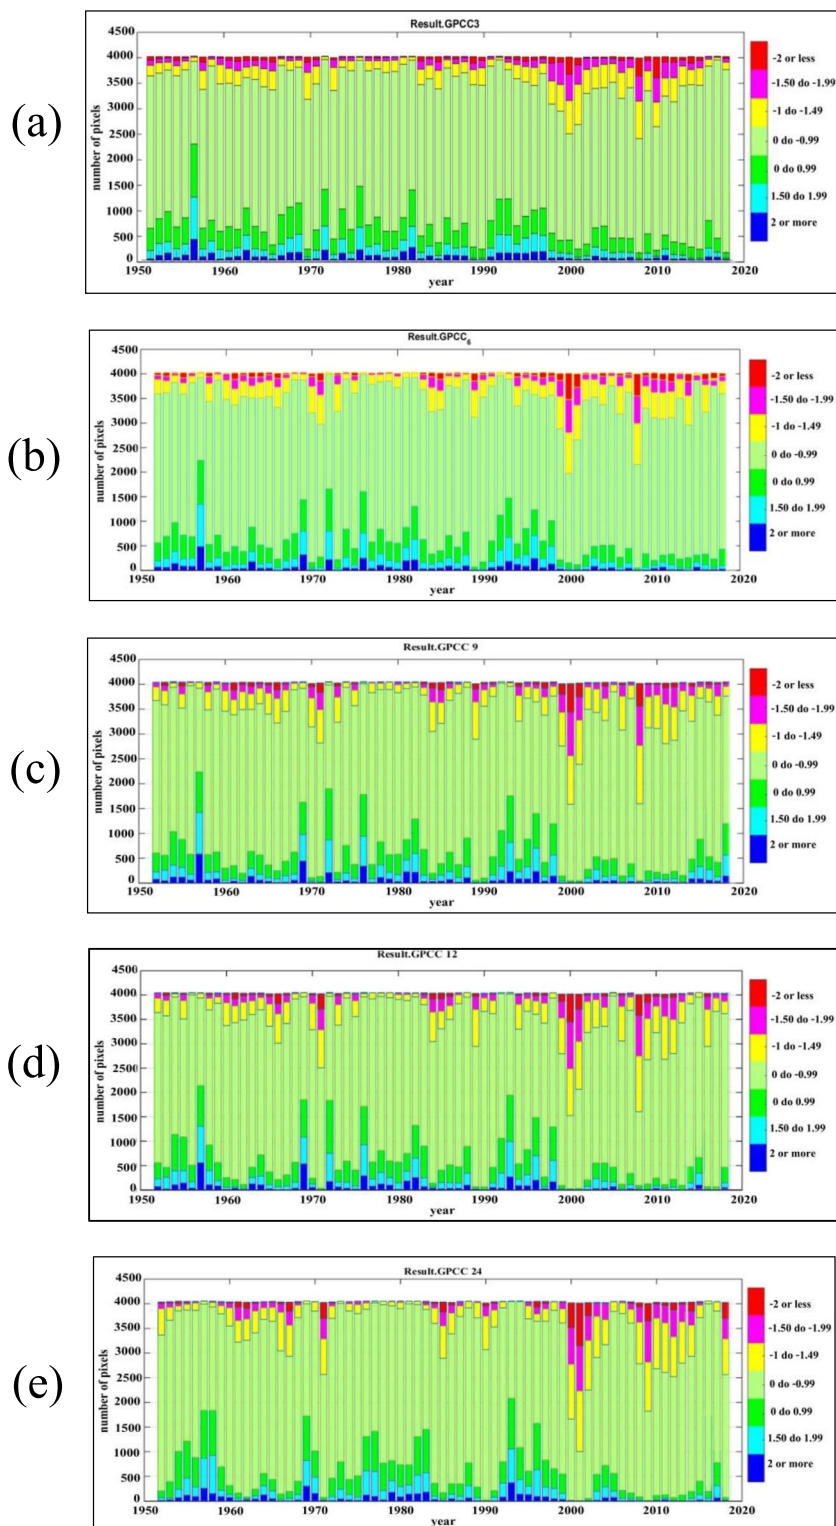 (a)
Result.GPCC3
4500
4000
3500
3000
2500
2000
1500
1000
500
0
number of pixels
1950 1960 1970 1980 1990 2000 2010 2020
year
-2 or less
-1.50 do -1.99
-1 do -1.49
0 do -0.99
0 do 0.99
1.50 do 1.99
2 or more
(b)
Result.GPCC6
4500
4000
3500
3000
2500
2000
1500
1000
500
0
number of pixels
1950 1960 1970 1980 1990 2000 2010 2020
year
-2 or less
-1.50 do -1.99
-1 do -1.49
0 do -0.99
0 do 0.99
1.50 do 1.99
2 or more
(c)
Result.GPCC 9
4500
4000
3500
3000
2500
2000
1500
1000
500
0
number of pixels
1950 1960 1970 1980 1990 2000 2010 2020
year
-2 or less
-1.50 do -1.99
-1 do -1.49
0 do -0.99
0 do 0.99
1.50 do 1.99
2 or more
(d)
Result.GPCC 12
4500
4000
3500
3000
2500
2000
1500
1000
500
0
number of pixels
1950 1960 1970 1980 1990 2000 2010 2020
year
-2 or less
-1.50 do -1.99
-1 do -1.49
0 do -0.99
0 do 0.99
1.50 do 1.99
2 or more
(e)
Result.GPCC 24
4500
4000
3500
3000
2500
2000
1500
1000
500
0
number of pixels
1950 1960 1970 1980 1990 2000 2010 2020
year
-2 or less
-1.50 do -1.99
-1 do -1.49
0 do -0.99
0 do 0.99
1.50 do 1.99
2 or more